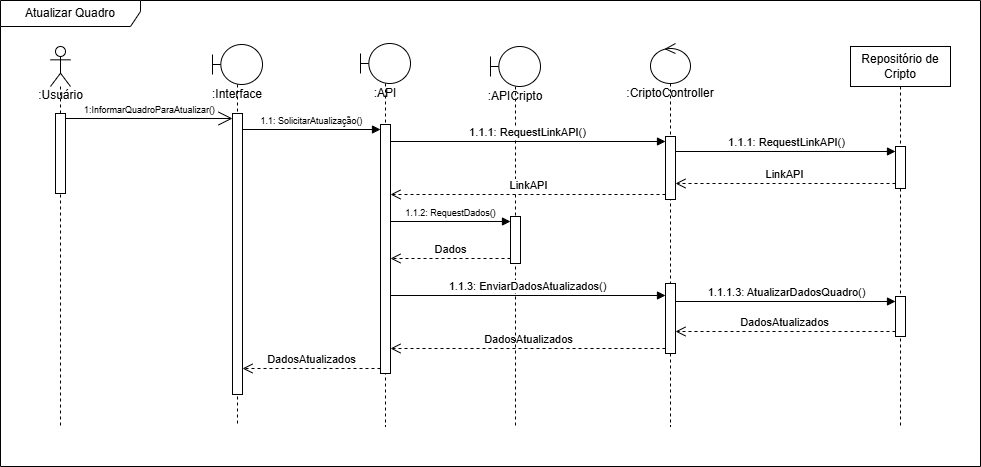 Atualizar Quadro
:Usuário
:Interface
:API
:APICripto
:CriptoController
Repositório de
Cripto
1:InformarQuadroParaAtualizar()
1.1: SolicitarAtualização()
1.1.1: RequestLinkAPI()
1.1.1: RequestLinkAPI()
LinkAPI
LinkAPI
1.1.2: RequestDados()
Dados
1.1.3: EnviarDadosAtualizados()
1.1.1.3: AtualizarDadosQuadro()
DadosAtualizados
DadosAtualizados
DadosAtualizados